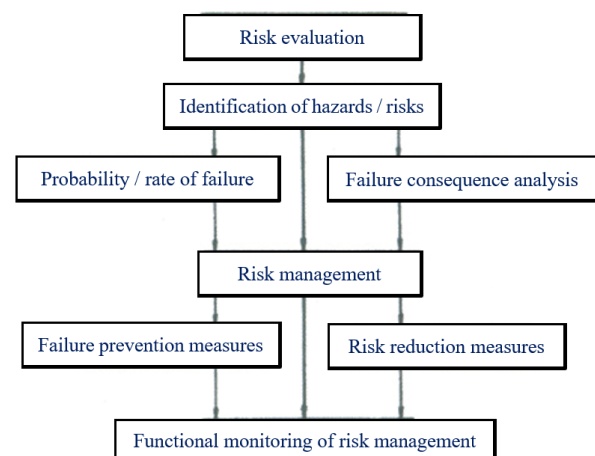 Risk evaluation
Identification of hazards / risks
Probability / rate of failure
Failure consequence analysis
Risk management
Failure prevention measures
Risk reduction measures
Functional monitoring of risk management